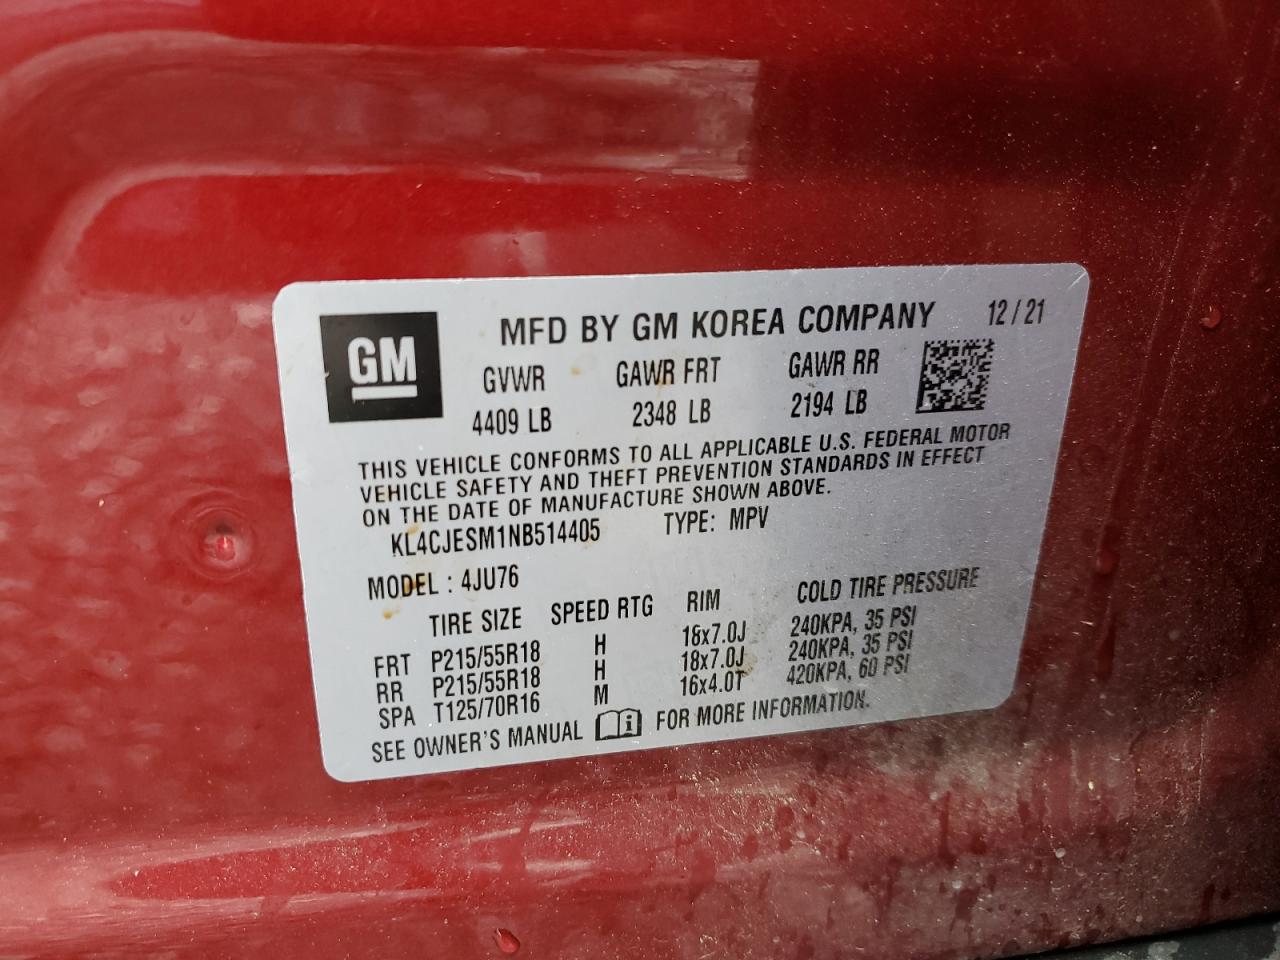 GM
MFD BY GM KOREA COMPANY 12/21
GVWR GAWR FRT GAWR RR
4409 LB 2348 LB 2194 LB
THIS VEHICLE CONFORMS TO ALL APPLICABLE U.S. FEDERAL MOTOR
VEHICLE SAFETY AND THEFT PREVENTION STANDARDS IN EFFECT
ON THE DATE OF MANUFACTURE SHOWN ABOVE.
KL4CJESM1NB514405 TYPE: MPV
MODEL : 4JU76
TIRE SIZE SPEED RTG RIM COLD TIRE PRESSURE
FRT P215/55R18 H 18x7.0J 240KPA, 35 PSI
RR P215/55R18 H 18x7.0J 240KPA, 35 PSI
SPA T125/70R16 M 16x4.0T 420KPA, 60 PSI
SEE OWNER'S MANUAL i FOR MORE INFORMATION.